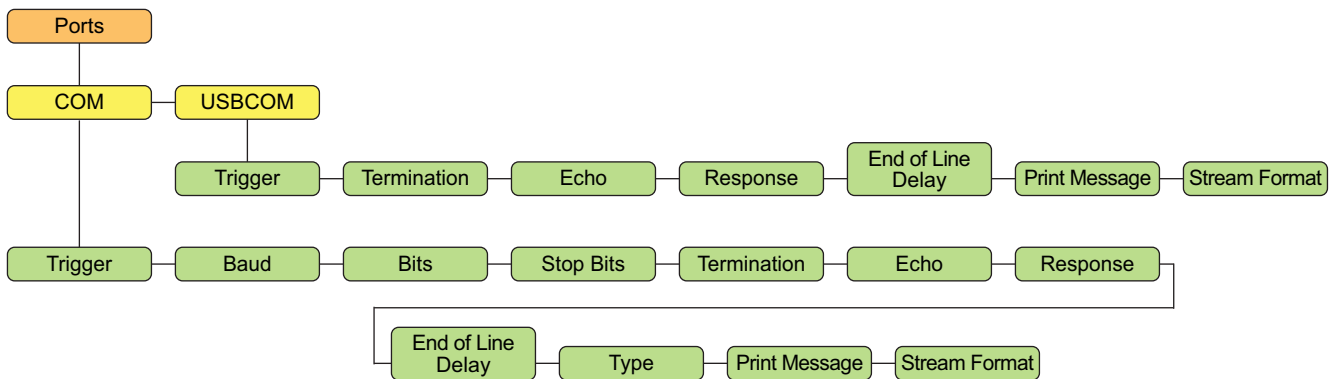 Ports
COM
USBCOM
Trigger
Termination
Echo
Response
End of Line
Delay
Print Message
Stream Format
Trigger
Baud
Bits
Stop Bits
Termination
Echo
Response
End of Line
Delay
Type
Print Message
Stream Format